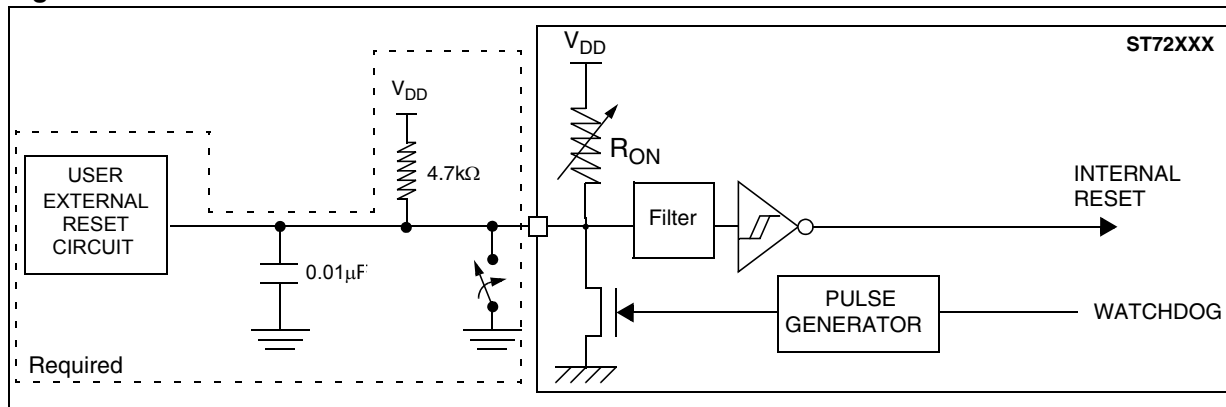 ST72XXX
VDD
VDD
RON
4.7kΩ
USER
EXTERNAL
RESET
CIRCUIT
Filter
INTERNAL
RESET
0.01μF
PULSE
GENERATOR
WATCHDOG
Required